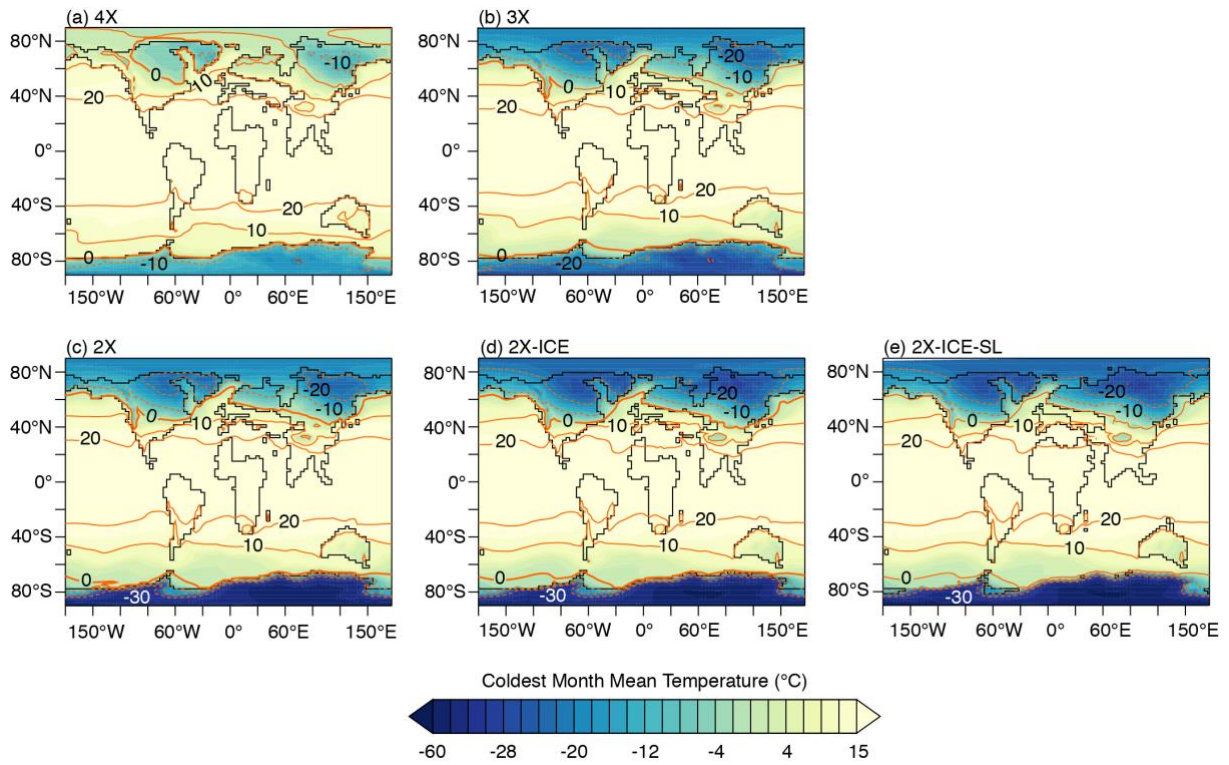 (a) 4X
80°N
40°N
0°
40°S
80°S
0
10
-10
20
20
10
0
-10
150°W 60°W 0° 60°E 150°E
(b) 3X
80°N
40°N
0°
40°S
80°S
-20
-10
0
10
20
20
10
0
-20
150°W 60°W 0° 60°E 150°E
(c) 2X
80°N
40°N
0°
40°S
80°S
-20
-10
0
10
20
20
10
0
-30
150°W 60°W 0° 60°E 150°E
(d) 2X-ICE
80°N
40°N
0°
40°S
80°S
-20
-10
0
10
20
20
10
0
-30
150°W 60°W 0° 60°E 150°E
(e) 2X-ICE-SL
80°N
40°N
0°
40°S
80°S
-20
-10
0
10
20
20
10
0
-30
150°W 60°W 0° 60°E 150°E
Coldest Month Mean Temperature (°C)
-60 -28 -20 -12 -4 4 15